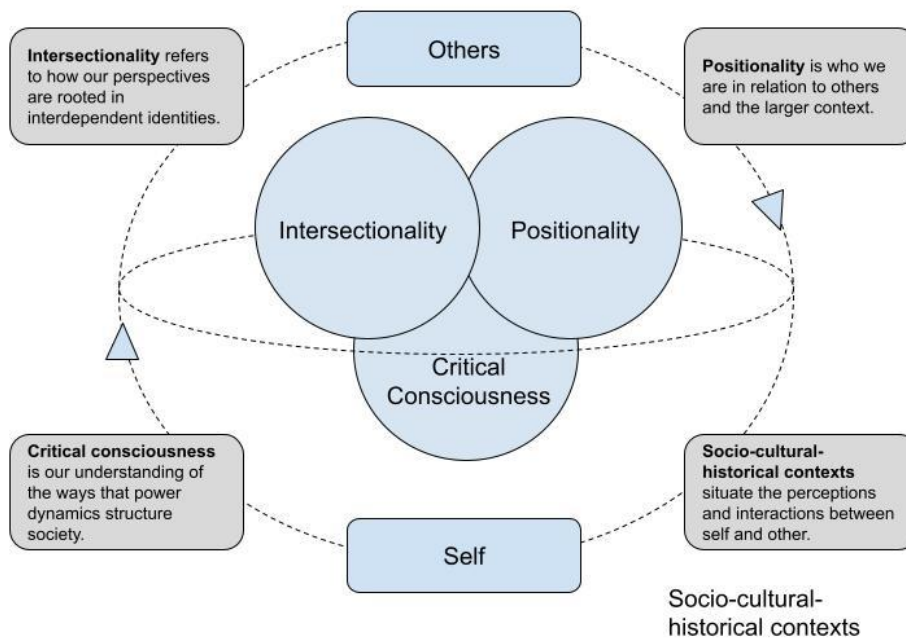 Intersectionality refers
to how our perspectives
are rooted in
interdependent identities.
Others
Positionality is who we
are in relation to others
and the larger context.
Intersectionality
Positionality
Critical
Consciousness
Critical consciousness
is our understanding of
the ways that power
dynamics structure
society.
Self
Socio-cultural-
historical contexts
situate the perceptions
and interactions between
self and other.
Socio-cultural-
historical contexts